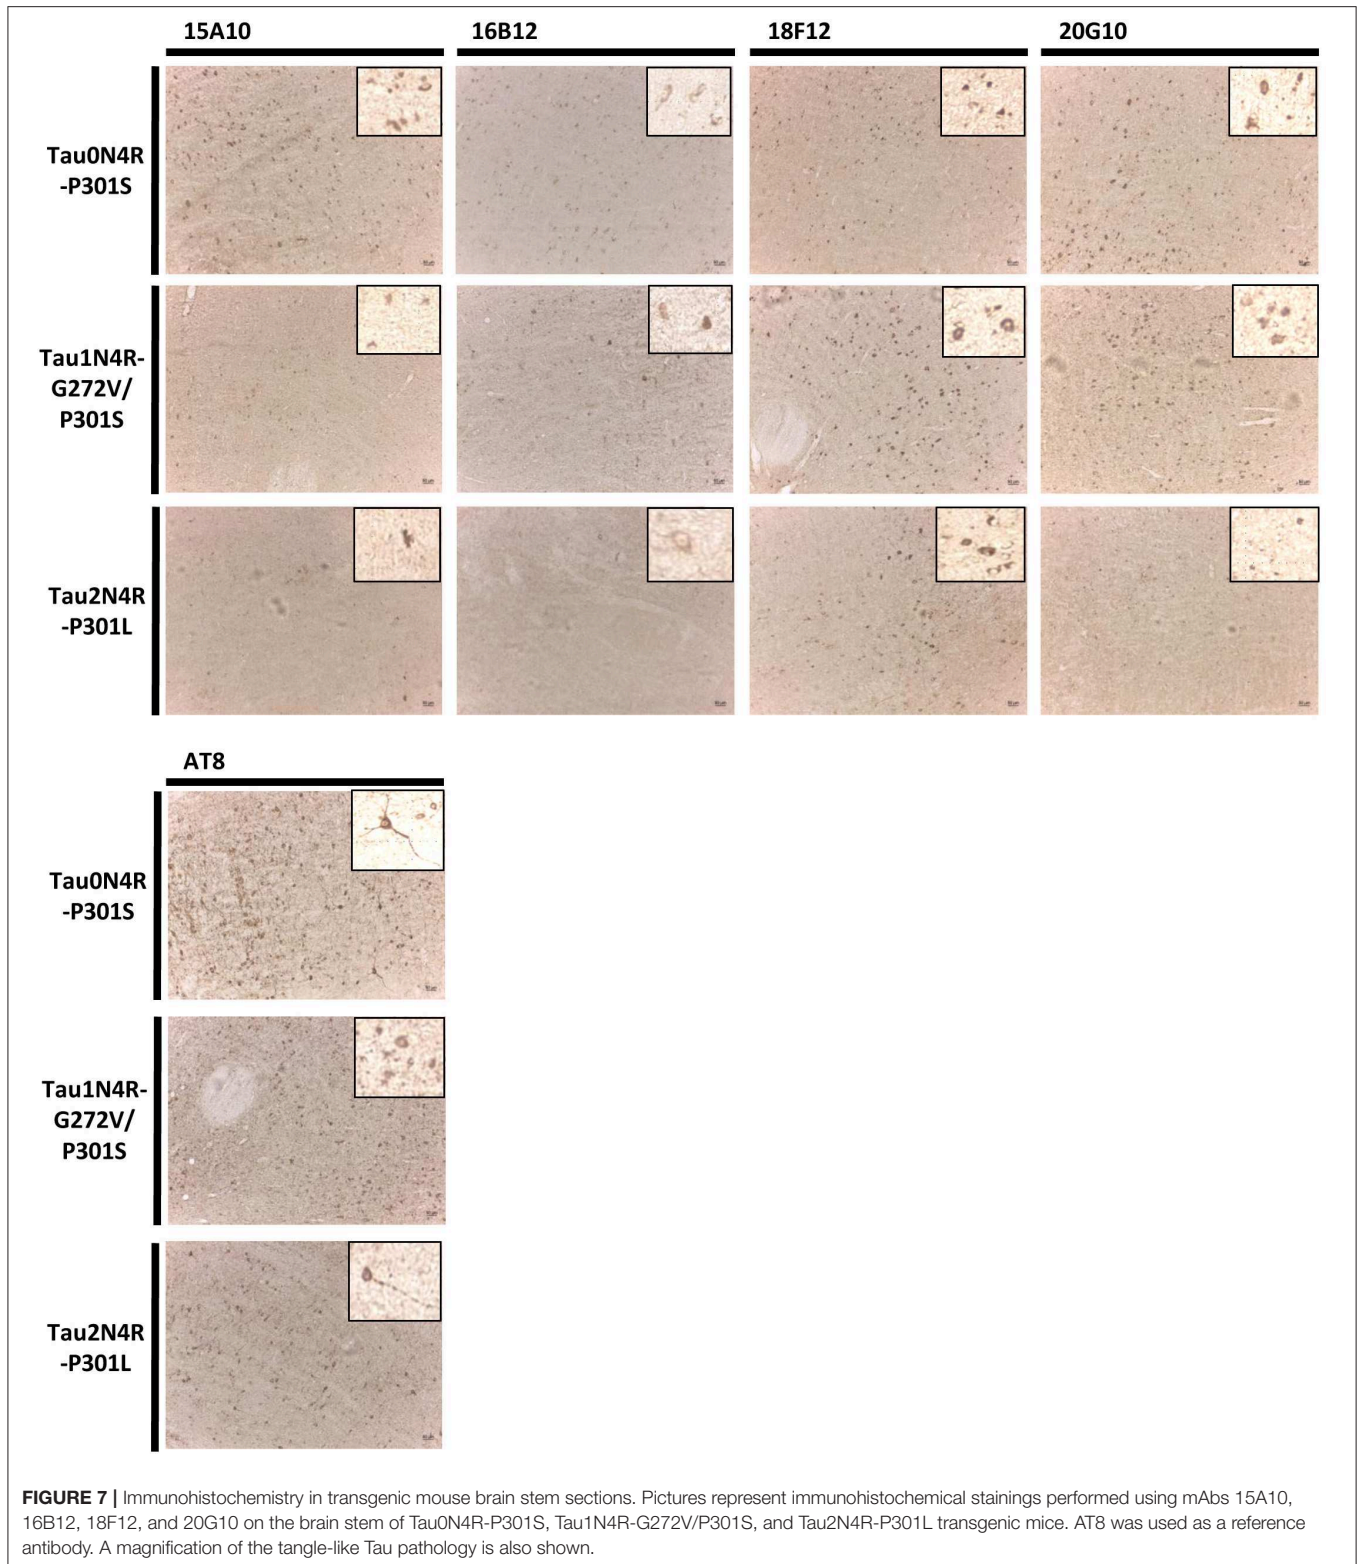 15A10
16B12
18F12
20G10
Tau0N4R
-P301S
Tau1N4R-
G272V/
P301S
Tau2N4R
-P301L
AT8
Tau0N4R
-P301S
Tau1N4R-
G272V/
P301S
Tau2N4R
-P301L
FIGURE 7 | Immunohistochemistry in transgenic mouse brain stem sections. Pictures represent immunohistochemical stainings performed using mAbs 15A10,
16B12, 18F12, and 20G10 on the brain stem of Tau0N4R-P301S, Tau1N4R-G272V/P301S, and Tau2N4R-P301L transgenic mice. AT8 was used as a reference
antibody. A magnification of the tangle-like Tau pathology is also shown.